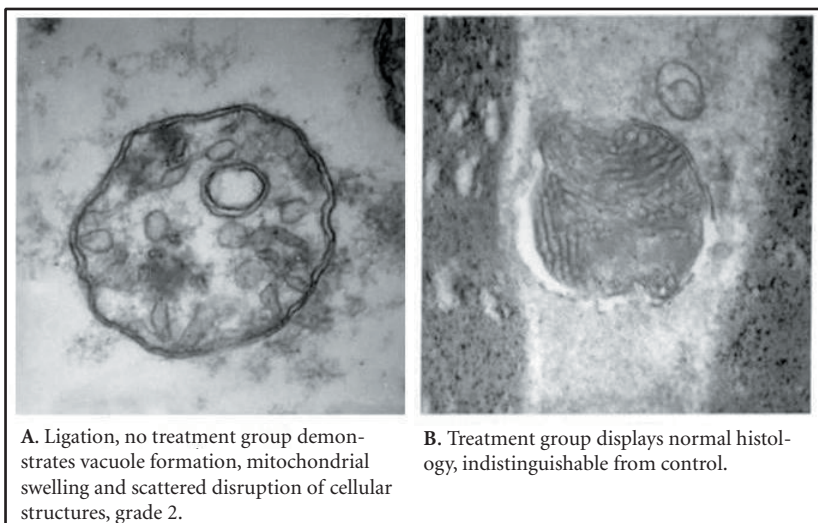 A. Ligation, no treatment group demon-
strates vacuole formation, mitochondrial
swelling and scattered disruption of cellular
structures, grade 2.
B. Treatment group displays normal histol-
ogy, indistinguishable from control.